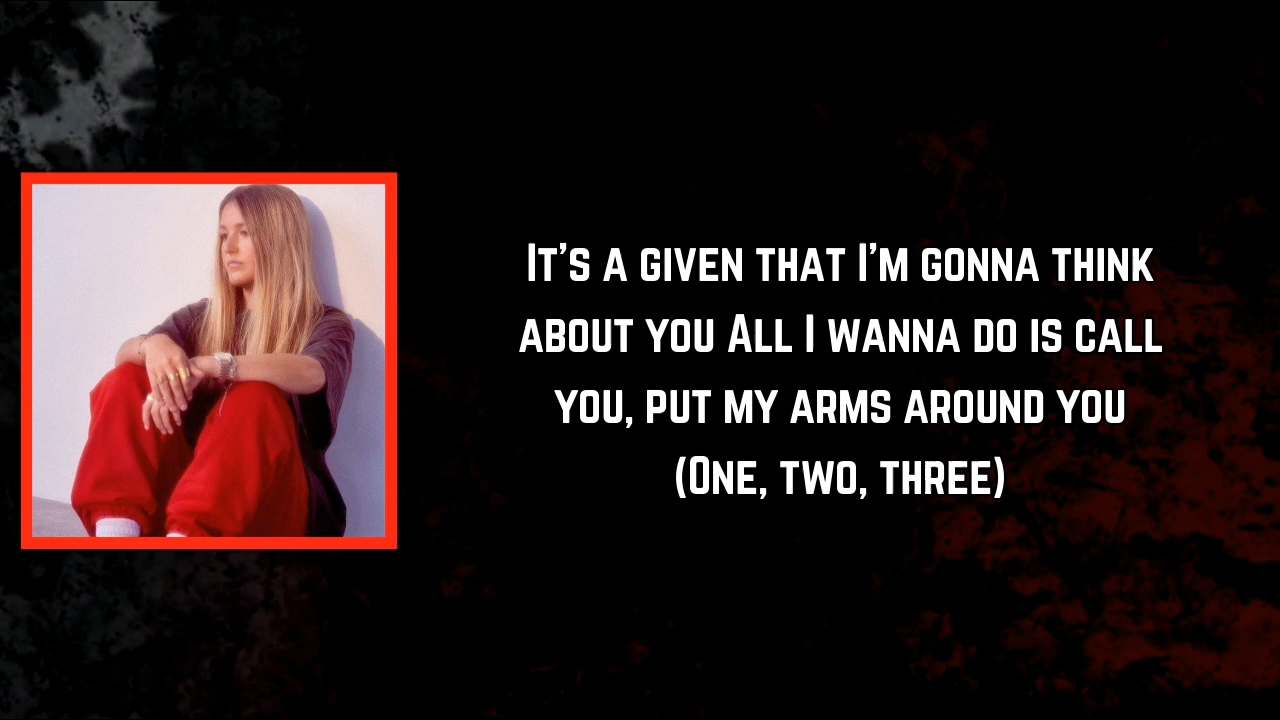 It's a given that I'm gonna think
about you All I wanna do is call
you, put my arms around you
(One, two, three)